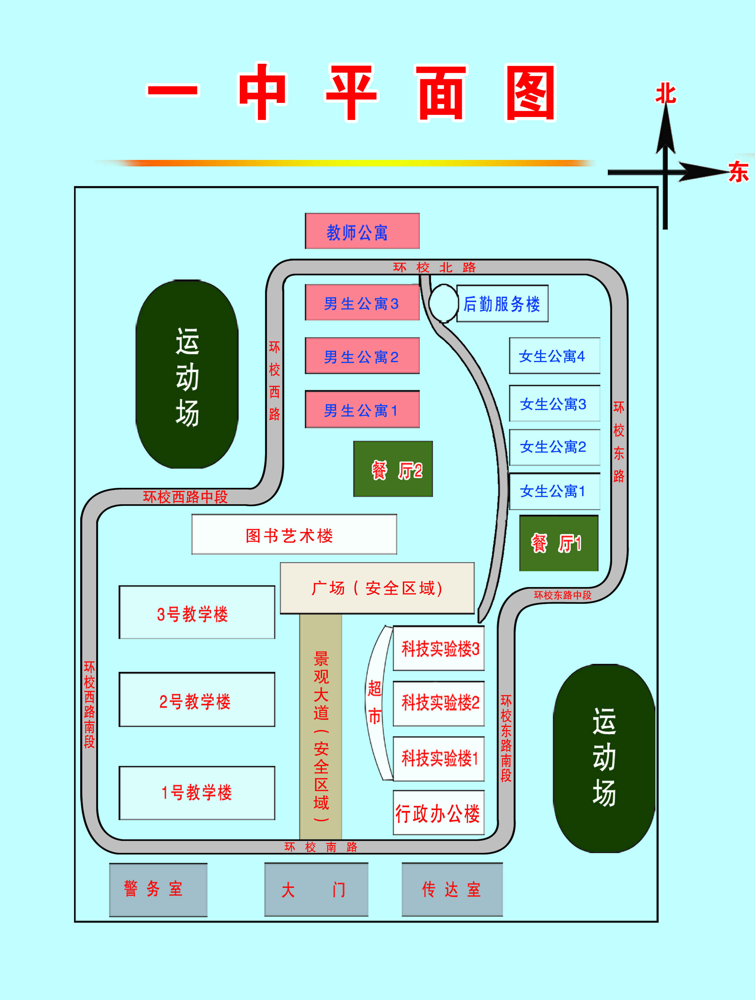 一中平面图
北
东
教师公寓
环校北路
男生公寓3
后勤服务楼
运动场
环校西路
男生公寓2
女生公寓4
男生公寓1
女生公寓3
环校东路
女生公寓2
餐 厅2
女生公寓1
环校西路中段
图书艺术楼
餐 厅1
广场（安全区域)
环校东路中段
3号教学楼
科技实验楼3
景观大道（安全区域）
超市
环校西路南段
2号教学楼
科技实验楼2
环校东路南段
运动场
科技实验楼1
1号教学楼
行政办公楼
环校南路
警务室
大 门
传达室